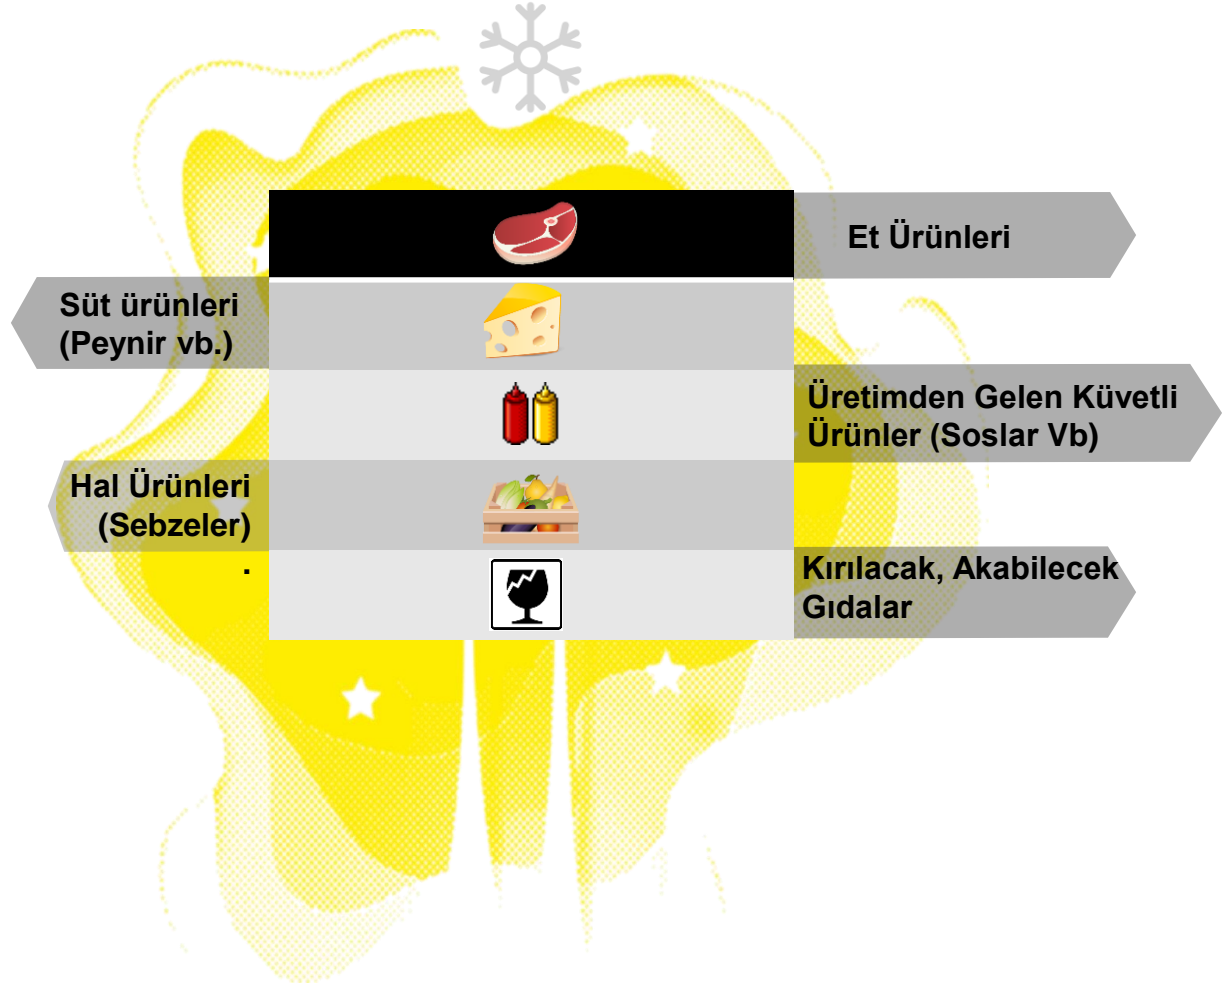 Et Ürünleri
Süt ürünleri
(Peynir vb.)
Üretimden Gelen Küvetli
Ürünler (Soslar Vb)
Hal Ürünleri
(Sebzeler)
.
Kırılacak, Akabilecek
Gıdalar